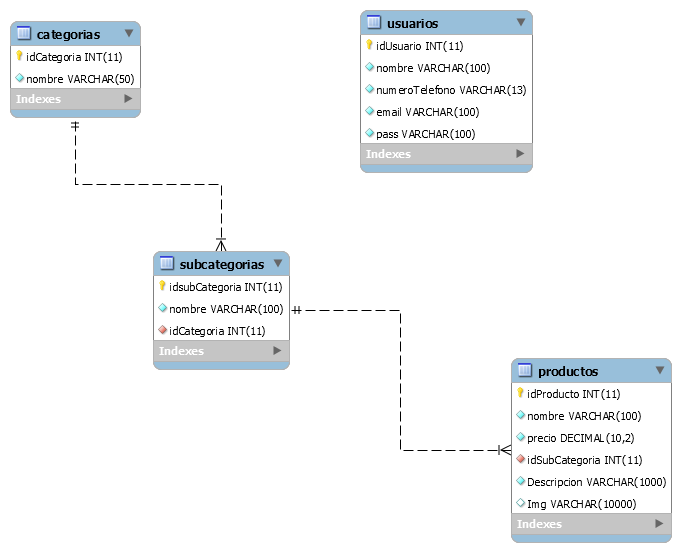 categorias
idCategoria INT(11)
nombre VARCHAR(50)
Indexes
usuarios
idUsuario INT(11)
nombre VARCHAR(100)
numeroTelefono VARCHAR(13)
email VARCHAR(100)
pass VARCHAR(100)
Indexes
subcategorias
idsubCategoria INT(11)
nombre VARCHAR(100)
idCategoria INT(11)
Indexes
productos
idProducto INT(11)
nombre VARCHAR(100)
precio DECIMAL(10,2)
idSubCategoria INT(11)
Descripcion VARCHAR(1000)
Img VARCHAR(10000)
Indexes